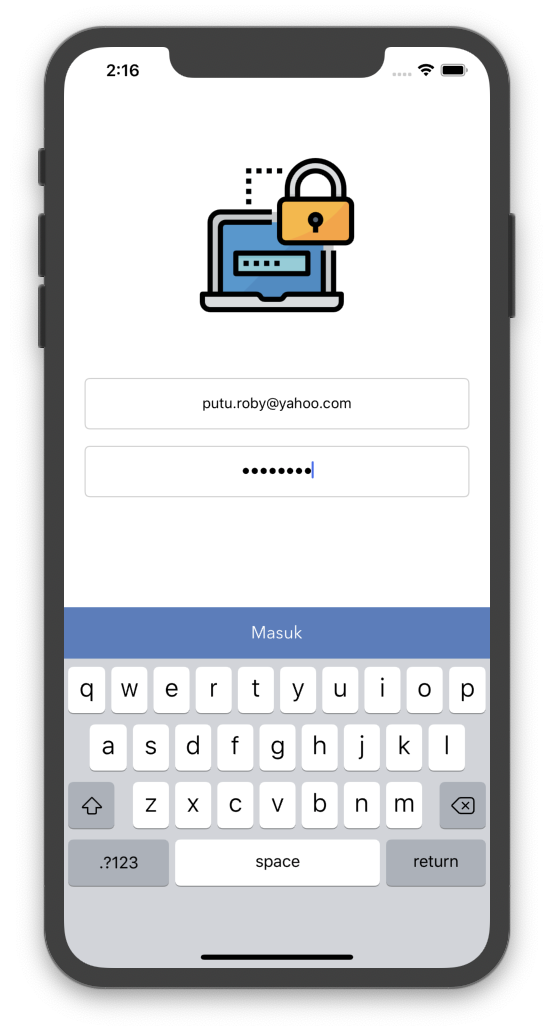 2:16
putu.roby@yahoo.com
••••••••
Masuk
q w e r t y u i o p
a s d f g h j k l
z x c v b n m
.?123 space return